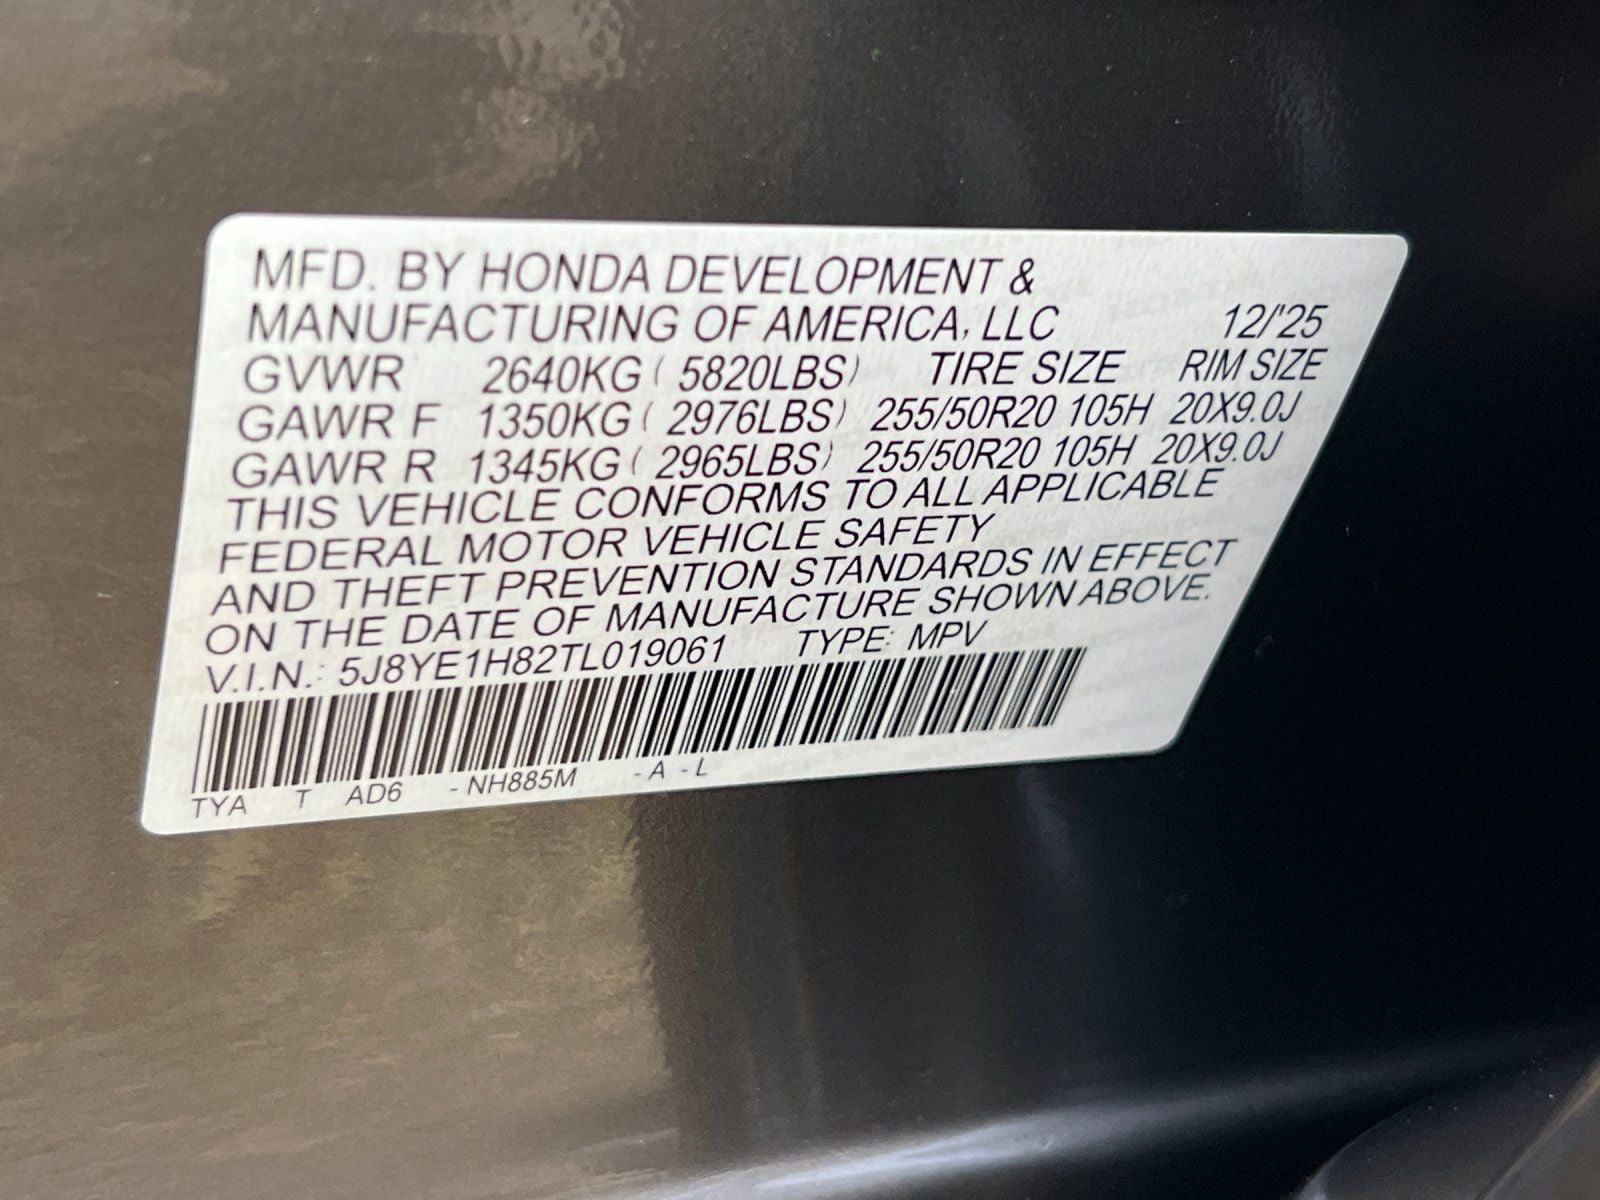 MFD. BY HONDA DEVELOPMENT &
MANUFACTURING OF AMERICA, LLC 12/'25
GVWR 2640KG ( 5820LBS) TIRE SIZE RIM SIZE
GAWR F 1350KG ( 2976LBS) 255/50R20 105H 20X9.0J
GAWR R 1345KG ( 2965LBS) 255/50R20 105H 20X9.0J
THIS VEHICLE CONFORMS TO ALL APPLICABLE
FEDERAL MOTOR VEHICLE SAFETY
AND THEFT PREVENTION STANDARDS IN EFFECT
ON THE DATE OF MANUFACTURE SHOWN ABOVE.
V.I.N.: 5J8YE1H82TL019061 TYPE: MPV
TYA T AD6 - NH885M - A - L